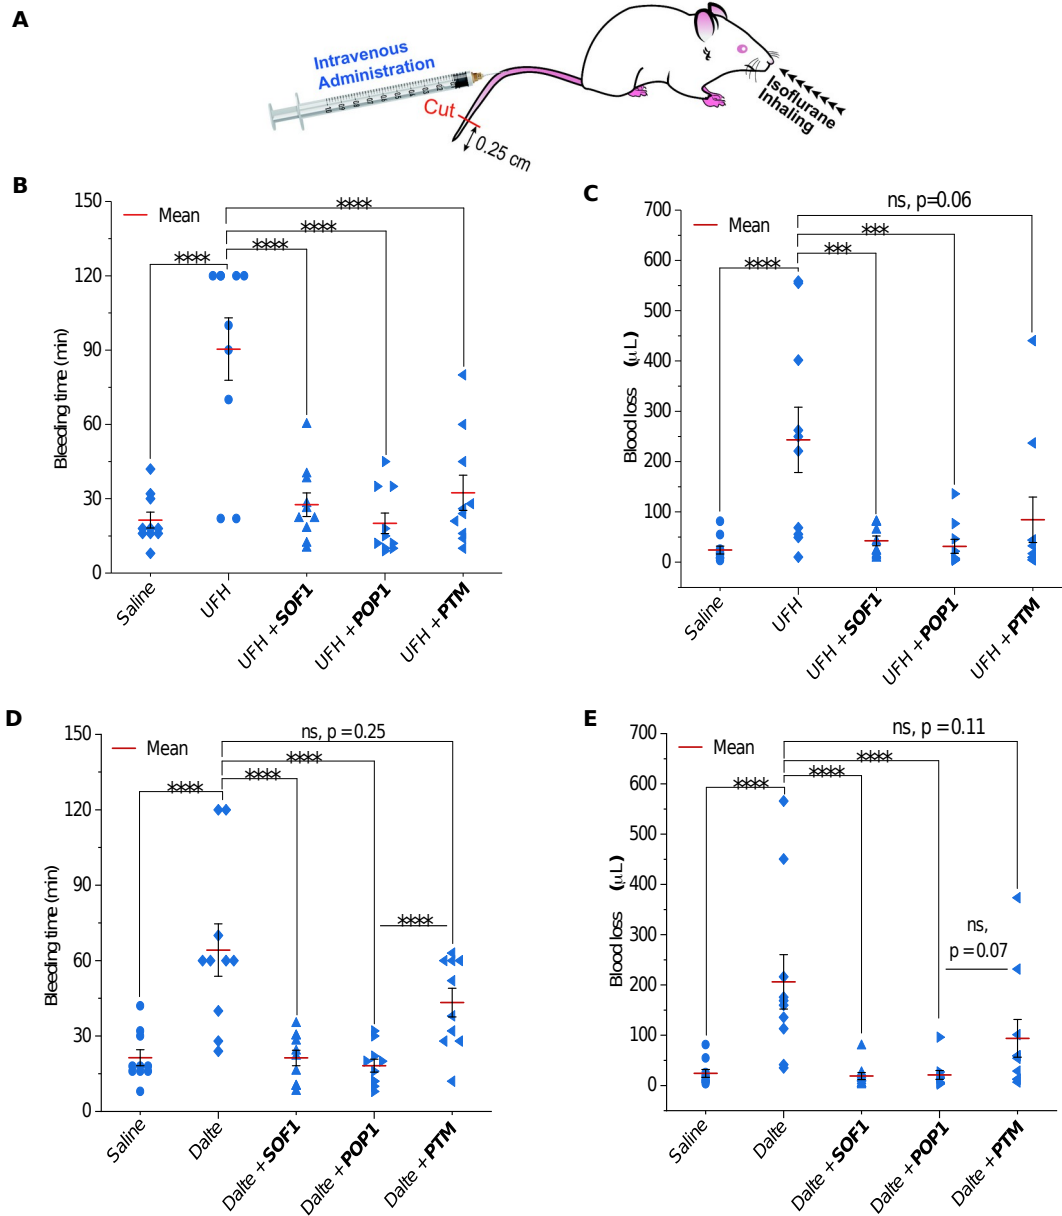 A
Intravenous
Administration
Cut
0.25 cm
Isoflurane
Inhaling
B
Bleeding time (min)
150
120
90
60
30
0
Mean
****
****
****
****
Saline
UFH
UFH + SOF1
UFH + POP1
UFH + PTM
C
Blood loss (µL)
700
600
500
400
300
200
100
0
Mean
ns, p=0.06
***
***
****
Saline
UFH
UFH + SOF1
UFH + POP1
UFH + PTM
D
Bleeding time (min)
150
120
90
60
30
0
Mean
ns, p = 0.25
****
****
****
****
Saline
Dalte
Dalte + SOF1
Dalte + POP1
Dalte + PTM
E
Blood loss (µL)
700
600
500
400
300
200
100
0
Mean
ns, p = 0.11
****
****
****
ns,
p = 0.07
Saline
Dalte
Dalte + SOF1
Dalte + POP1
Dalte + PTM